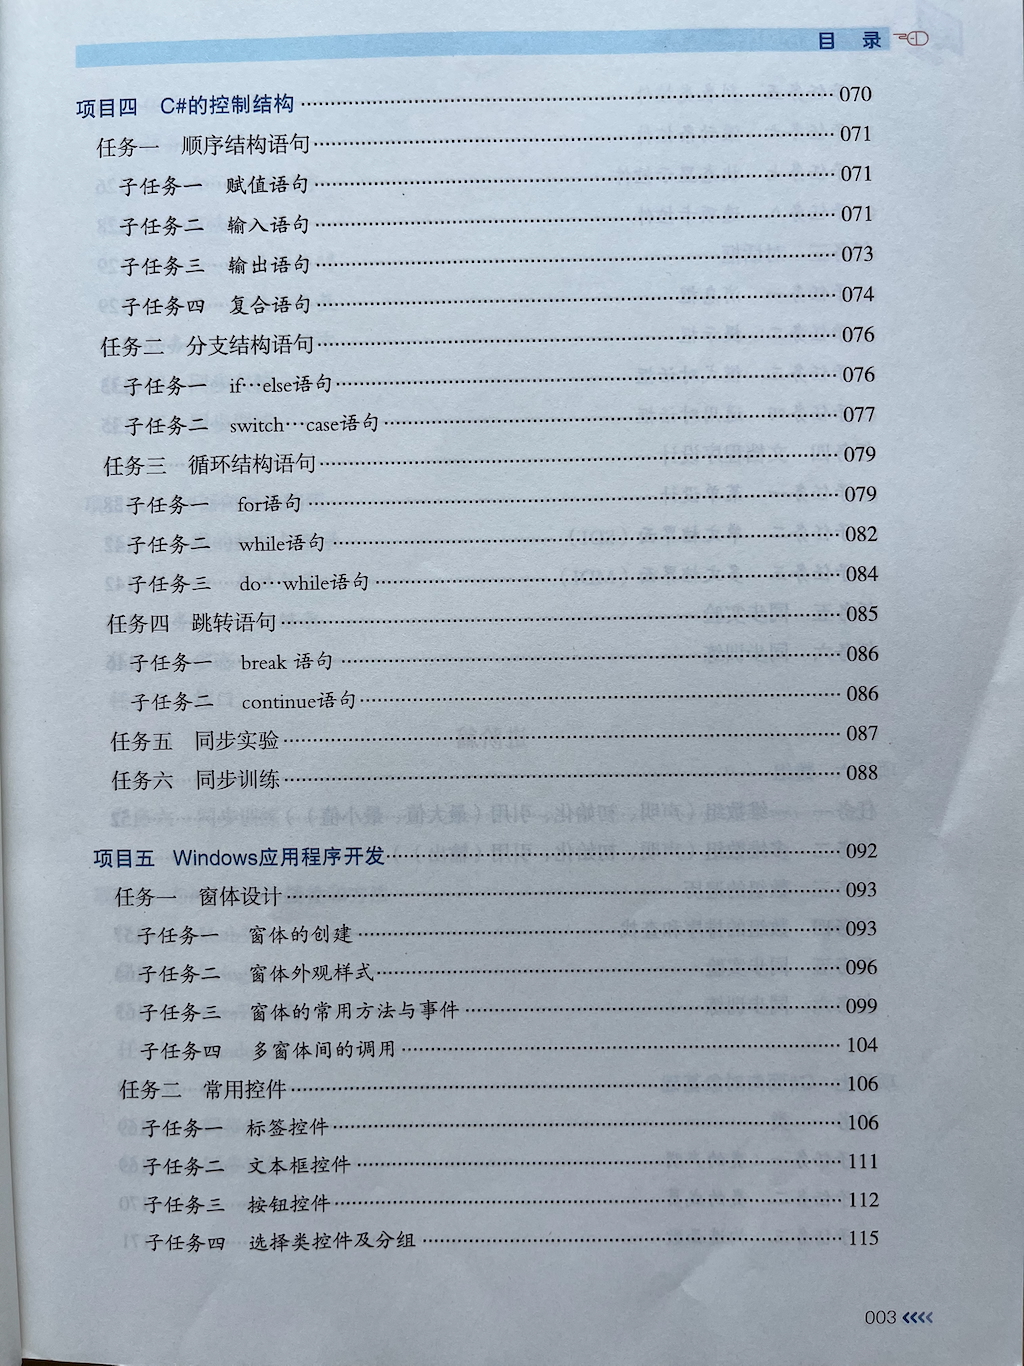 目 录
项目四 C#的控制结构……070
任务一 顺序结构语句……071
子任务一 赋值语句……071
子任务二 输入语句……071
子任务三 输出语句……073
子任务四 复合语句……074
任务二 分支结构语句……076
子任务一 if…else语句……076
子任务二 switch…case语句……077
任务三 循环结构语句……079
子任务一 for语句……079
子任务二 while语句……082
子任务三 do…while语句……084
任务四 跳转语句……085
子任务一 break 语句……086
子任务二 continue语句……086
任务五 同步实验……087
任务六 同步训练……088
项目五 Windows应用程序开发……092
任务一 窗体设计……093
子任务一 窗体的创建……093
子任务二 窗体外观样式……096
子任务三 窗体的常用方法与事件……099
子任务四 多窗体间的调用……104
任务二 常用控件……106
子任务一 标签控件……106
子任务二 文本框控件……111
子任务三 按钮控件……112
子任务四 选择类控件及分组……115
003